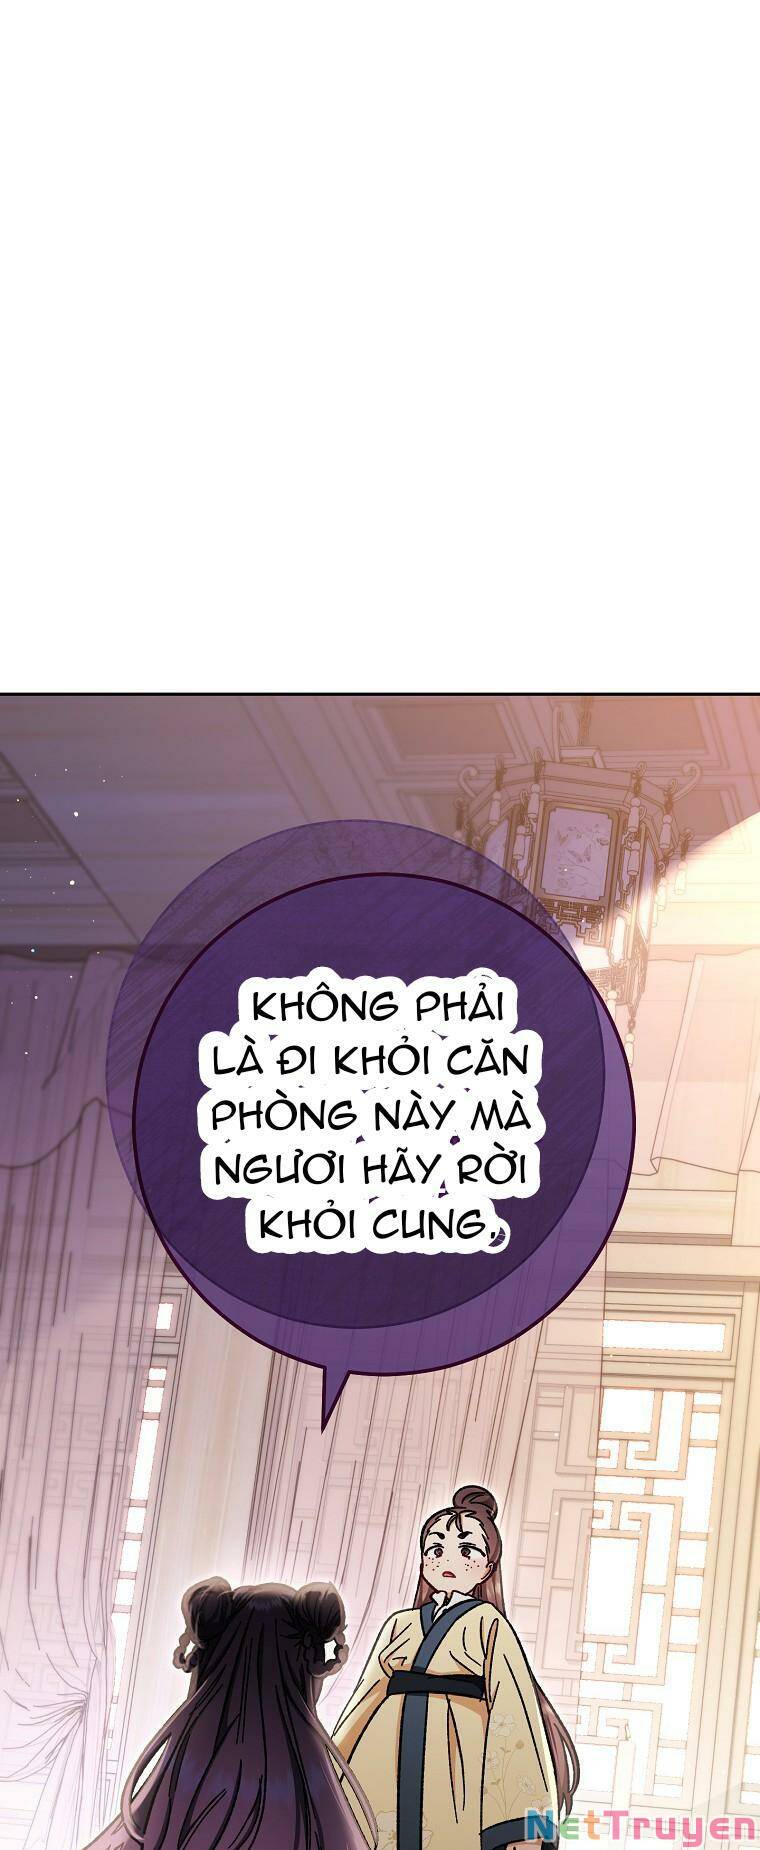 KHÔNG PHẢI
LÀ ĐI KHỎI CĂN
PHÒNG NÀY MÀ
NGƯƠI HÃY RỜI
KHỎI CUNG.
NetTruyen